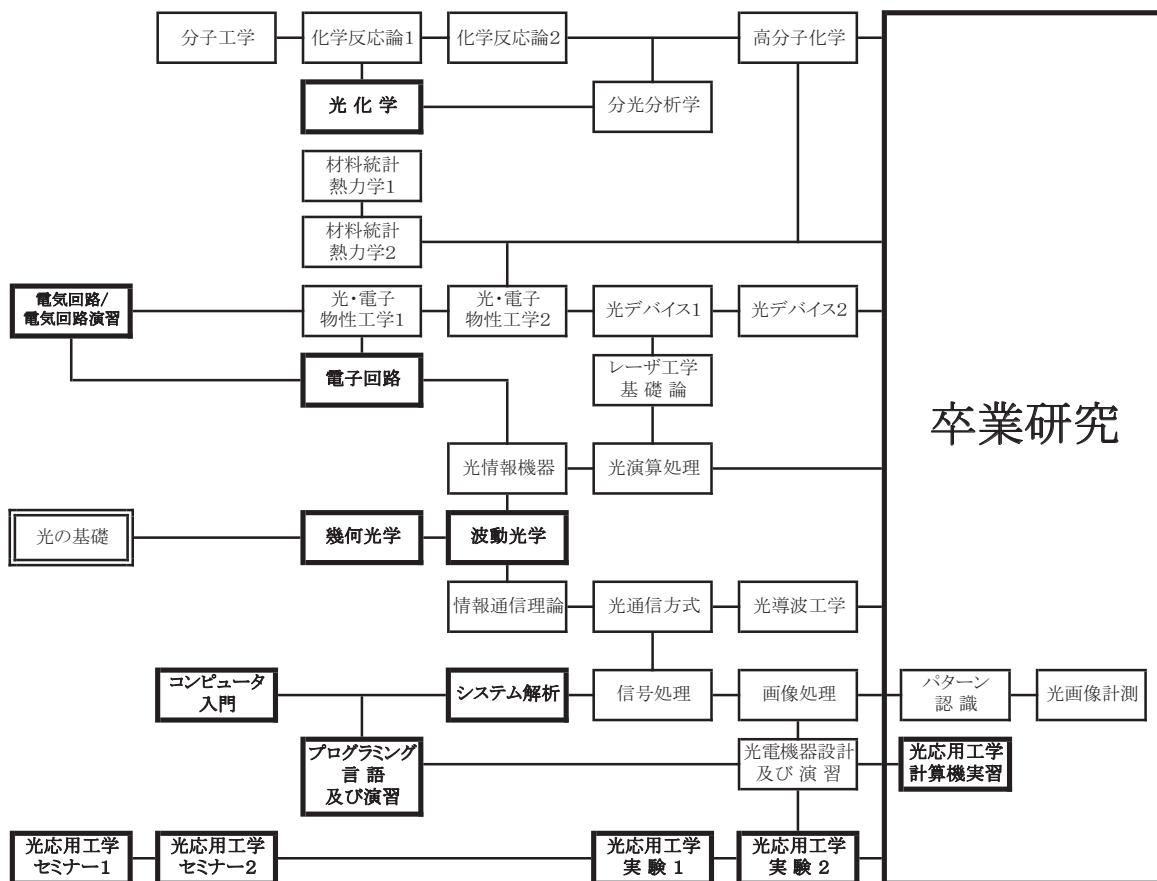 分子工学
化学反応論1
化学反応論2
高分子化学
光 化 学
分光分析学
材料統計
熱力学1
材料統計
熱力学2
電気回路/
電気回路演習
光・電子
物性工学1
光・電子
物性工学2
光デバイス1
光デバイス2
電子回路
レーザ工学
基 礎 論
卒業研究
光情報機器
光演算処理
光の基礎
幾何光学
波動光学
情報通信理論
光通信方式
光導波工学
コンピュータ
入門
システム解析
信号処理
画像処理
パターン
認 識
光画像計測
プログラミング
言 語
及び演習
光電機器設計
及 び 演 習
光応用工学
計算機実習
光応用工学
セミナー1
光応用工学
セミナー2
光応用工学
実 験 1
光応用工学
実 験 2